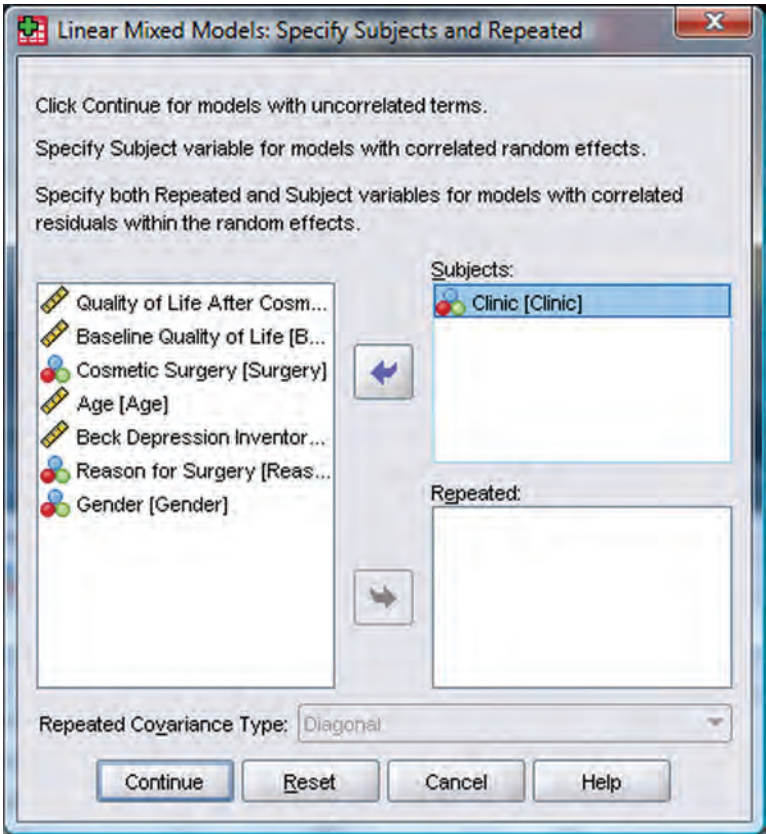 Linear Mixed Models: Specify Subjects and Repeated
Click Continue for models with uncorrelated terms.
Specify Subject variable for models with correlated random effects.
Specify both Repeated and Subject variables for models with correlated
residuals within the random effects.
Quality of Life After Cosm...
Baseline Quality of Life [B...
Cosmetic Surgery [Surgery]
Age [Age]
Beck Depression Inventor...
Reason for Surgery [Reas...
Gender [Gender]
Subjects:
Clinic [Clinic]
Repeated:
Repeated Covariance Type: Diagonal
Continue Reset Cancel Help